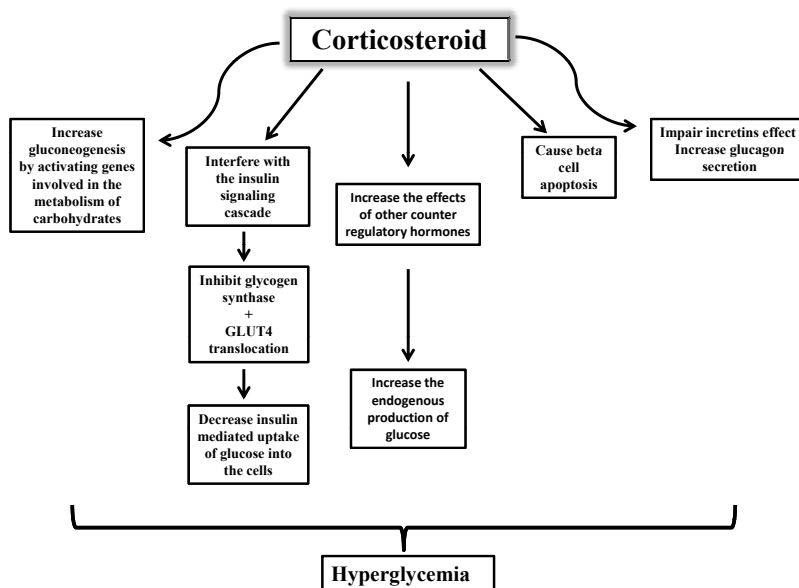 Corticosteroid
Increase
gluconeogenesis
by activating genes
involved in the
metabolism of
carbohydrates
Interfere with
the insulin
signaling
cascade
Inhibit glycogen
synthase
+
GLUT4
translocation
Decrease insulin
mediated uptake
of glucose into
the cells
Increase the effects
of other counter
regulatory hormones
Increase the
endogenous
production of
glucose
Cause beta
cell
apoptosis
Impair incretins effect
Increase glucagon
secretion
Hyperglycemia